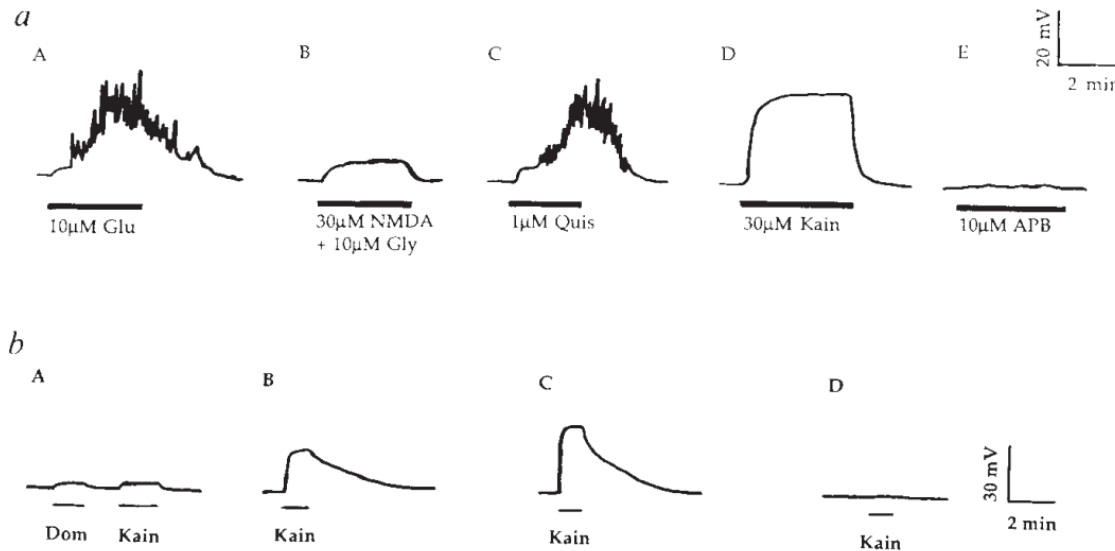 a
A B C D E
20 mV
2 min
10µM Glu
30µM NMDA
+ 10µM Gly
1µM Quis
30µM Kain
10µM APB
b
A B C D
Dom Kain
Kain
Kain
Kain
30 mV
2 min